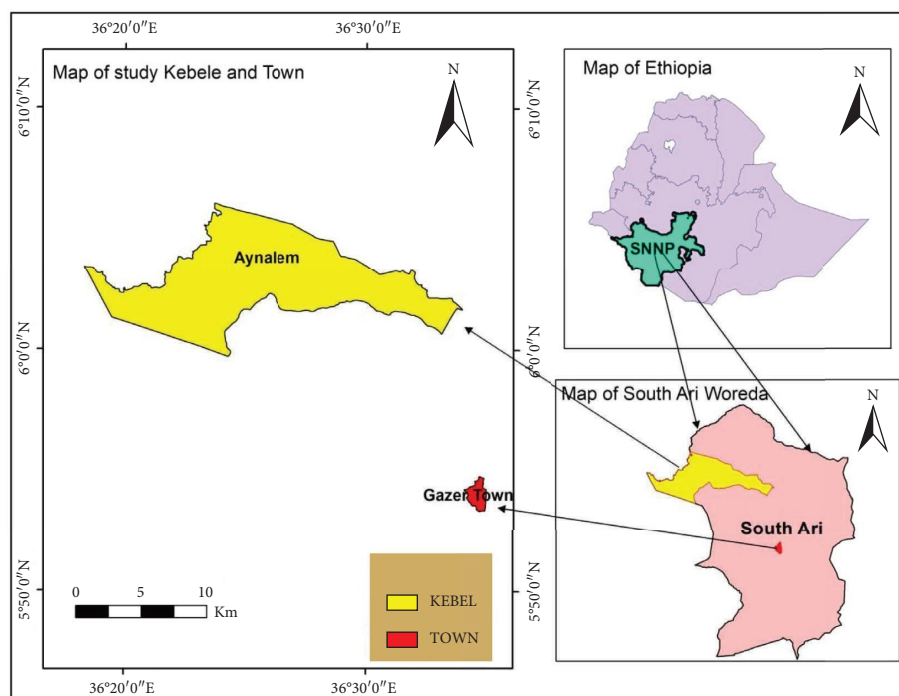 36°20′0″E
36°30′0″E
Map of study Kebele and Town
N
6°10′0″N
6°10′0″N
Aynalem
6°0′0″N
6°0′0″N
Gazer Town
5°50′0″N
5°50′0″N
0 5 10
Km
KEBEL
TOWN
36°20′0″E
36°30′0″E
Map of Ethiopia
N
SNNP
Map of South Ari Woreda
N
South Ari